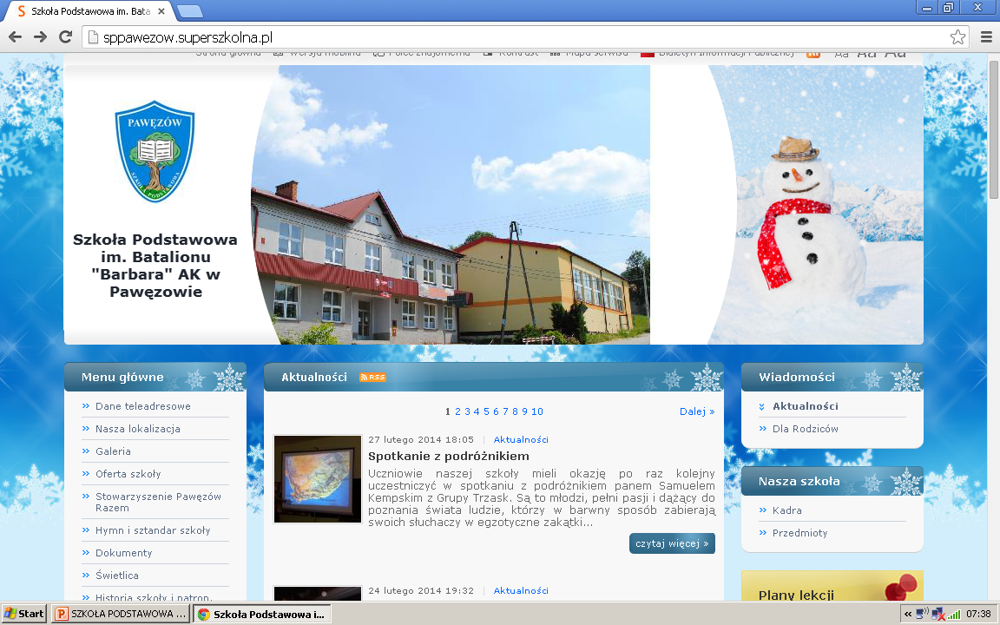 Szkoła Podstawowa im. Bata
sppawezow.superszkolna.pl
Strona główna Wersja mobilna Poleć znajomemu Kontrast Mapa serwisu Biuletyn Informacji Publicznej Aa Aa Aa
PAWĘZÓW
SZKOŁA PODSTAWOWA
Szkoła Podstawowa
im. Batalionu
"Barbara" AK w
Pawęzowie
Menu główne
Dane teleadresowe
Nasza lokalizacja
Galeria
Oferta szkoły
Stowarzyszenie Pawęzów
Razem
Hymn i sztandar szkoły
Dokumenty
Świetlica
Historia szkoły i patron.
Aktualności RSS
1 2 3 4 5 6 7 8 9 10 Dalej »
27 lutego 2014 18:05 | Aktualności
Spotkanie z podróżnikiem
Uczniowie naszej szkoły mieli okazję po raz kolejny
uczestniczyć w spotkaniu z podróżnikiem panem Samuelem
Kempskim z Grupy Trzask. Są to młodzi, pełni pasji i dążący do
poznania świata ludzie, którzy w barwny sposób zabierają
swoich słuchaczy w egzotyczne zakątki...
czytaj więcej »
24 lutego 2014 19:32 | Aktualności
Wiadomości
Aktualności
Dla Rodziców
Nasza szkoła
Kadra
Przedmioty
Plany lekcji
Start SZKOŁA PODSTAWOWA ... Szkoła Podstawowa i... « 07:38